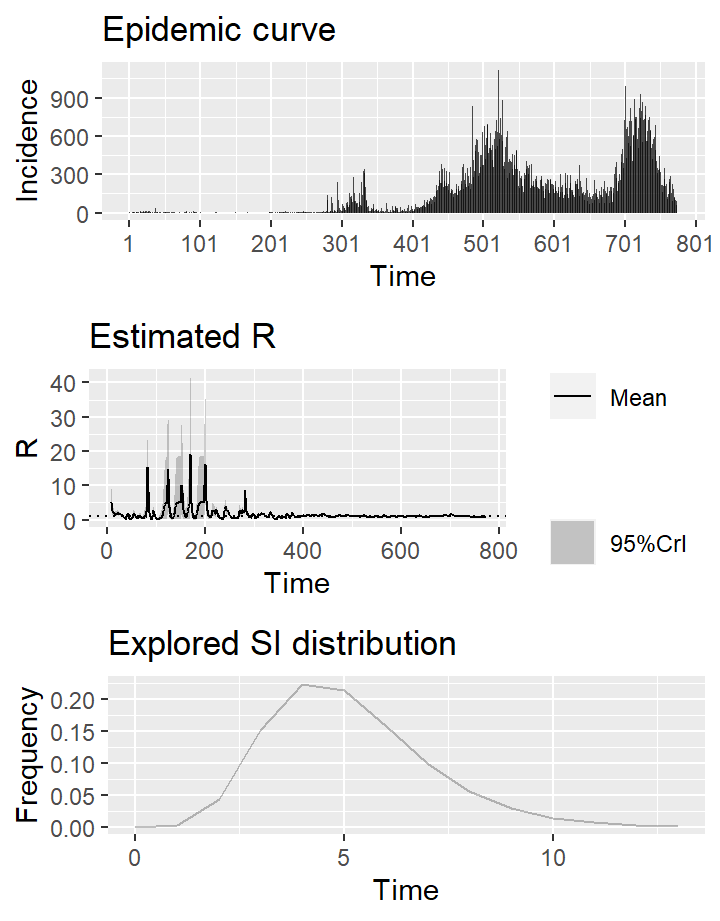 Epidemic curve
Incidence
900
600
300
0
1 101 201 301 401 501 601 701 801
Time
Estimated R
R
40
30
20
10
0
0 200 400 600 800
Time
Mean
95%CrI
Explored SI distribution
Frequency
0.20
0.15
0.10
0.05
0.00
0 5 10
Time